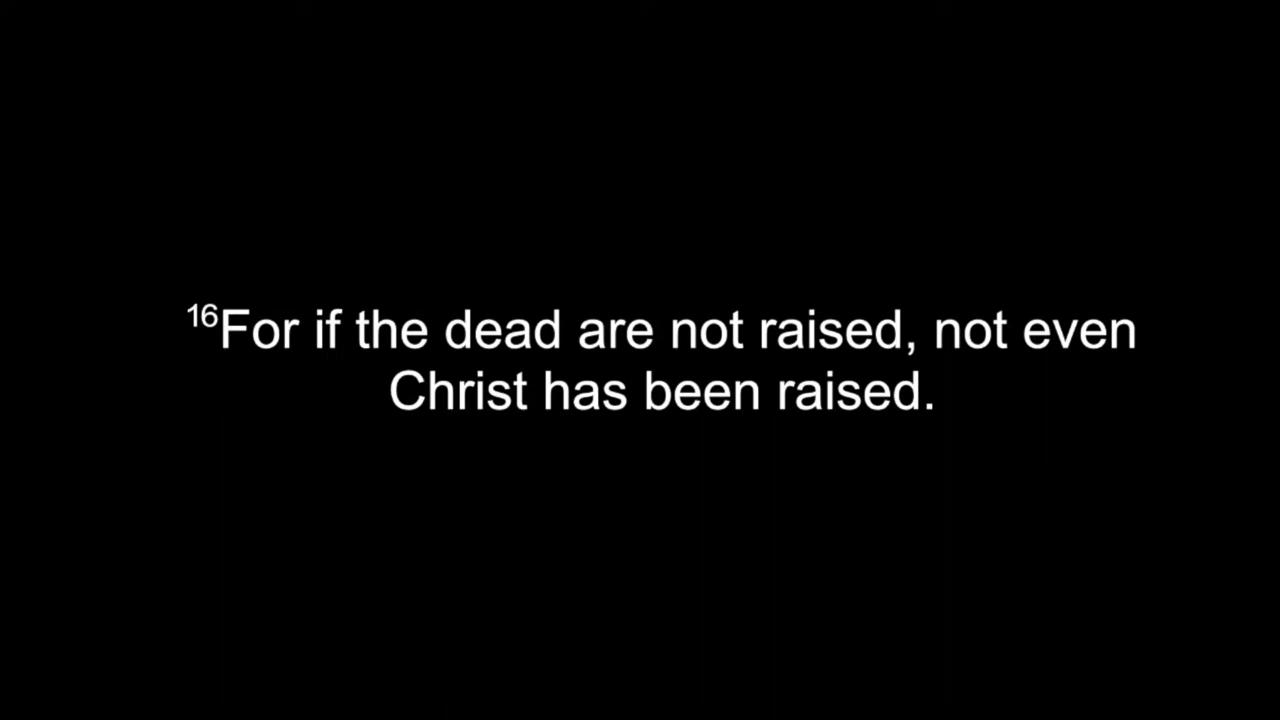 16For if the dead are not raised, not even
Christ has been raised.